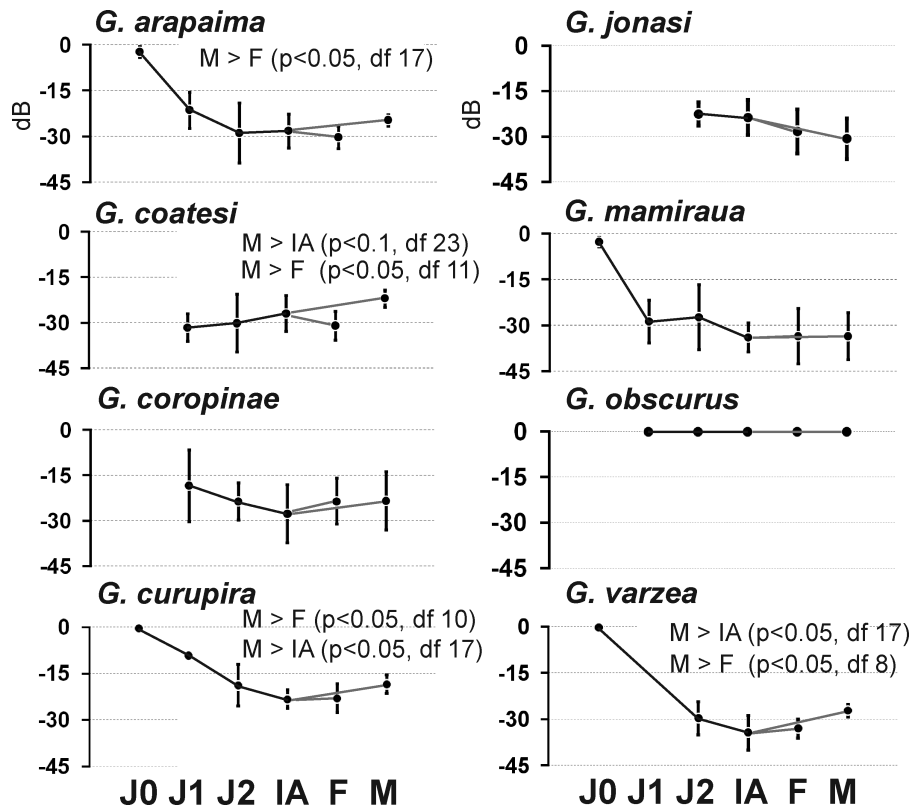 G. arapaima
0
M > F (p<0.05, df 17)
-15
dB
-30
-45
G. coatesi
0
M > IA (p<0.1, df 23)
M > F (p<0.05, df 11)
-15
-30
-45
G. coropinae
0
-15
-30
-45
G. curupira
M > F (p<0.05, df 10)
0
M > IA (p<0.05, df 17)
-15
-30
-45
J0 J1 J2 IA F M
G. jonasi
0
-15
dB
-30
-45
G. mamiraua
0
-15
-30
-45
G. obscurus
0
-15
-30
-45
G. varzea
0
M > IA (p<0.05, df 17)
M > F (p<0.05, df 8)
-15
-30
-45
J0 J1 J2 IA F M